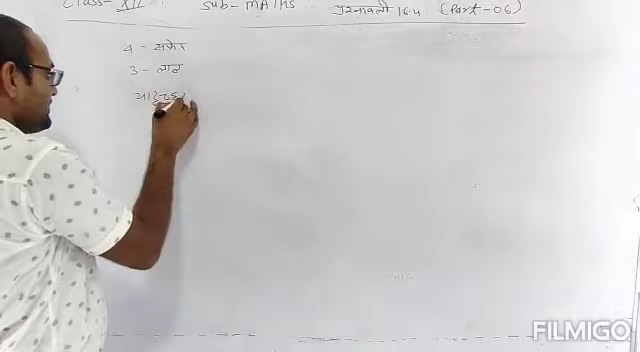 Class- XII Sub- MATHS प्रश्नावली 16.4 (Part-06)
4 - सफेद
3 - लाल
FILMIGO